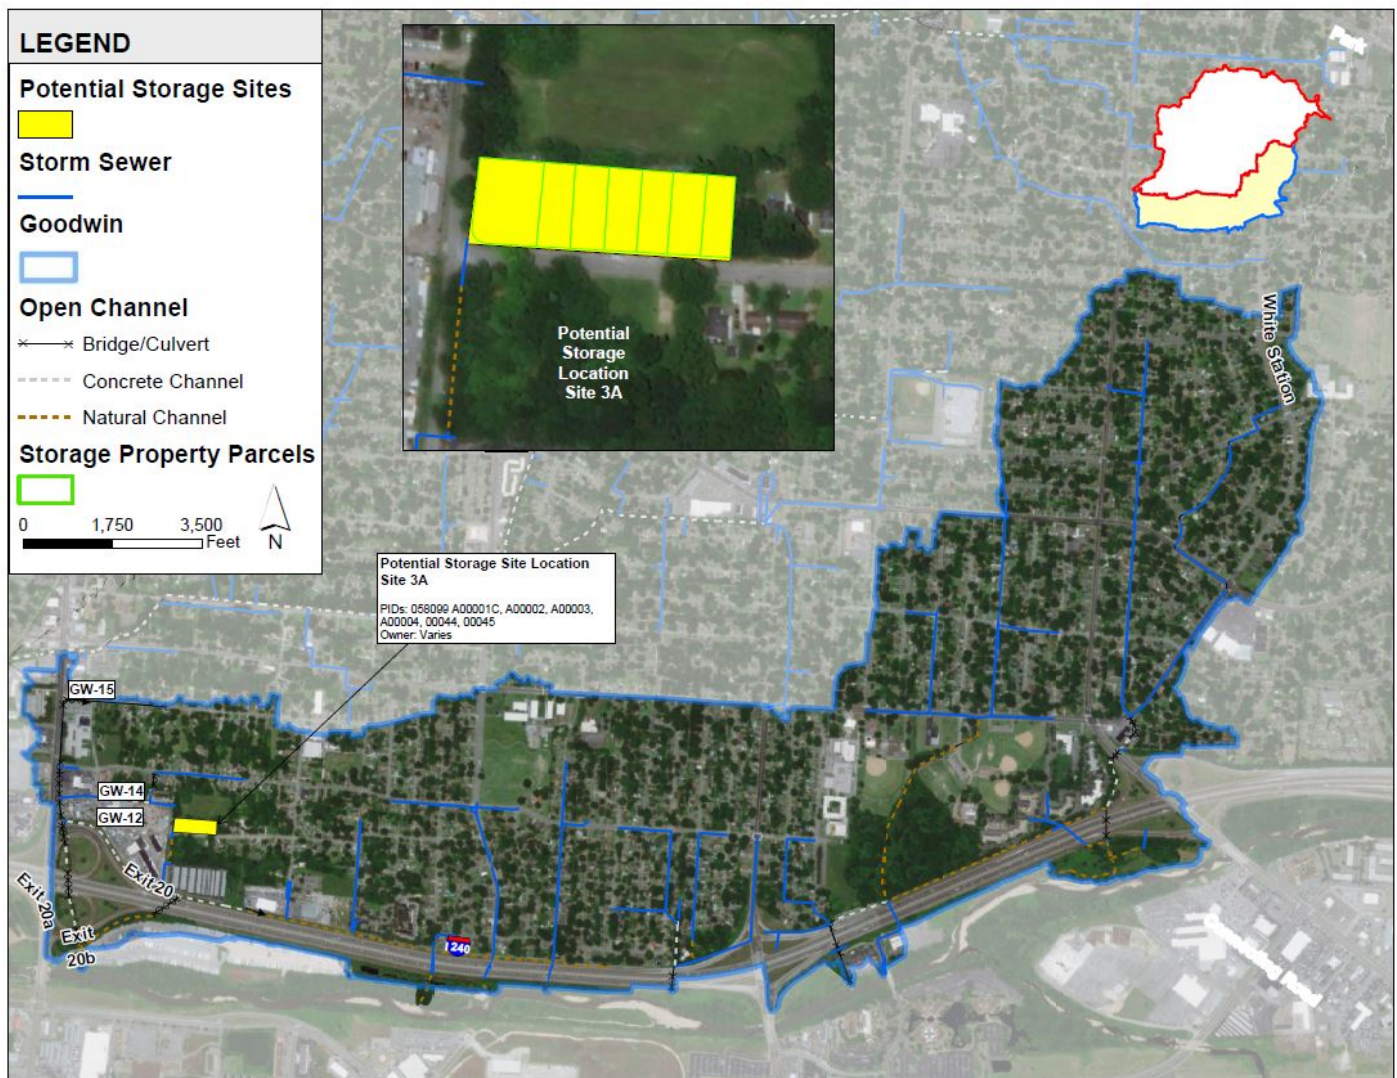 LEGEND
Potential Storage Sites
Storm Sewer
Goodwin
Open Channel
Bridge/Culvert
Concrete Channel
Natural Channel
Storage Property Parcels
0 1,750 3,500
Feet
N
Potential
Storage
Location
Site 3A
Park
White Station
Potential Storage Site Location
Site 3A
PIDs: 058099 A00001C, A00002, A00003,
A00004, 00044, 00045
Owner: Varies
GW-15
GW-14
GW-12
Exit 20
Exit 20a
Exit
20b
240